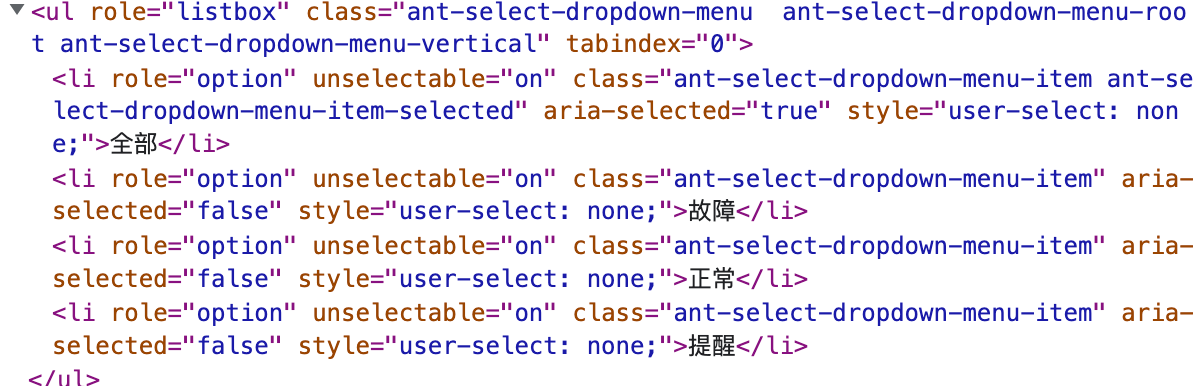 <ul role="listbox" class="ant-select-dropdown-menu  ant-select-dropdown-menu-roo
t ant-select-dropdown-menu-vertical" tabindex="0">
<li role="option" unselectable="on" class="ant-select-dropdown-menu-item ant-se
lect-dropdown-menu-item-selected" aria-selected="true" style="user-select: non
e;">全部</li>
<li role="option" unselectable="on" class="ant-select-dropdown-menu-item" aria-
selected="false" style="user-select: none;">故障</li>
<li role="option" unselectable="on" class="ant-select-dropdown-menu-item" aria-
selected="false" style="user-select: none;">正常</li>
<li role="option" unselectable="on" class="ant-select-dropdown-menu-item" aria-
selected="false" style="user-select: none;">提醒</li>
</ul>